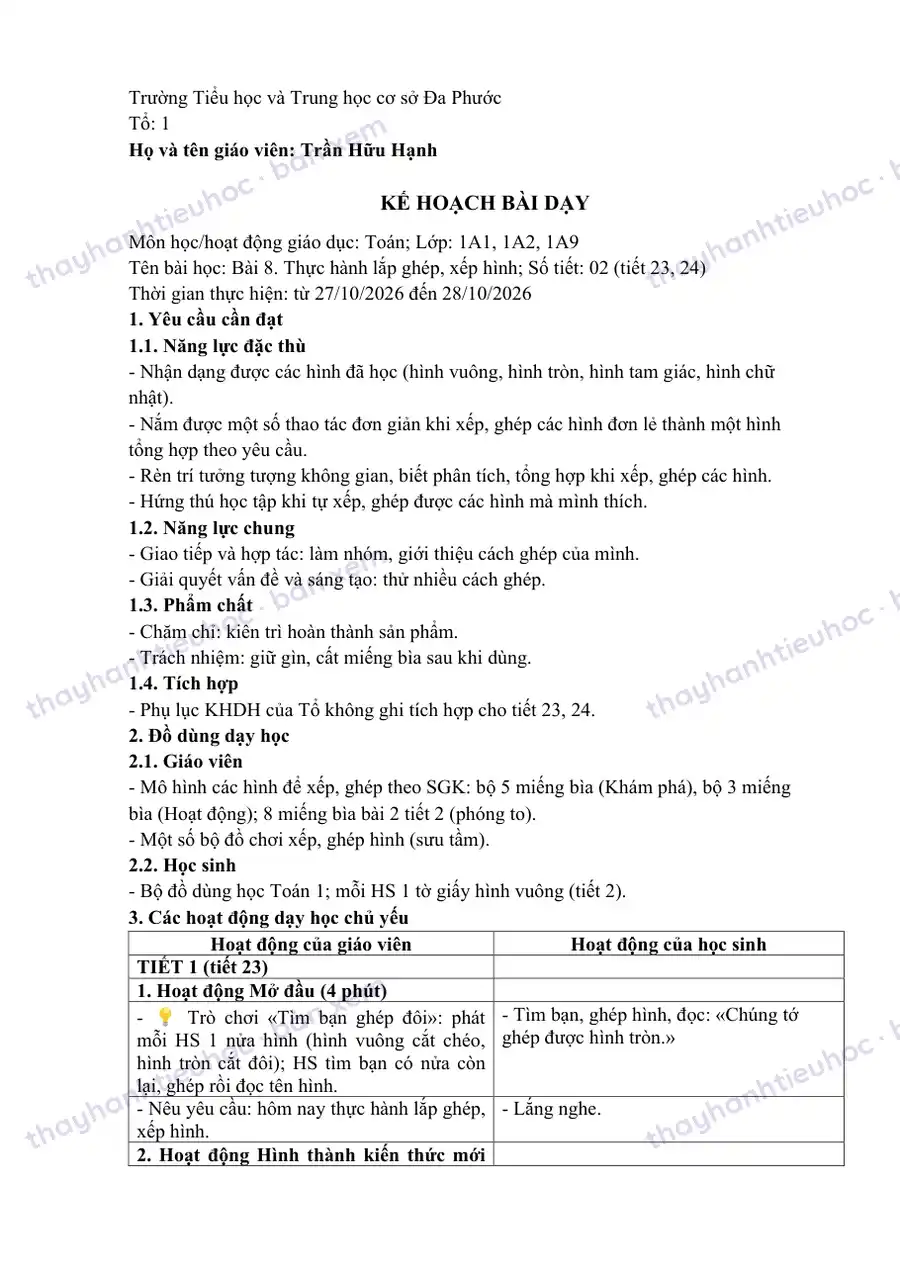 Trường Tiểu học và Trung học cơ sở Đa Phước
Tổ: 1
Họ và tên giáo viên: Trần Hữu Hạnh
KẾ HOẠCH BÀI DẠY
Môn học/hoạt động giáo dục: Toán; Lớp: 1A1, 1A2, 1A9
Tên bài học: Bài 8. Thực hành lắp ghép, xếp hình; Số tiết: 02 (tiết 23, 24)
Thời gian thực hiện: từ 27/10/2026 đến 28/10/2026
1. Yêu cầu cần đạt
1.1. Năng lực đặc thù
- Nhận dạng được các hình đã học (hình vuông, hình tròn, hình tam giác, hình chữ
nhật).
- Nắm được một số thao tác đơn giản khi xếp, ghép các hình đơn lẻ thành một hình
tổng hợp theo yêu cầu.
- Rèn trí tưởng tượng không gian, biết phân tích, tổng hợp khi xếp, ghép các hình.
- Hứng thú học tập khi tự xếp, ghép được các hình mà mình thích.
1.2. Năng lực chung
- Giao tiếp và hợp tác: làm nhóm, giới thiệu cách ghép của mình.
- Giải quyết vấn đề và sáng tạo: thử nhiều cách ghép.
1.3. Phẩm chất
- Chăm chỉ: kiên trì hoàn thành sản phẩm.
- Trách nhiệm: giữ gìn, cất miếng bìa sau khi dùng.
1.4. Tích hợp
- Phụ lục KHDH của Tổ không ghi tích hợp cho tiết 23, 24.
2. Đồ dùng dạy học
2.1. Giáo viên
- Mô hình các hình để xếp, ghép theo SGK: bộ 5 miếng bìa (Khám phá), bộ 3 miếng
bìa (Hoạt động); 8 miếng bìa bài 2 tiết 2 (phóng to).
- Một số bộ đồ chơi xếp, ghép hình (sưu tầm).
2.2. Học sinh
- Bộ đồ dùng học Toán 1; mỗi HS 1 tờ giấy hình vuông (tiết 2).
3. Các hoạt động dạy học chủ yếu
Hoạt động của giáo viên
Hoạt động của học sinh
TIẾT 1 (tiết 23)
1. Hoạt động Mở đầu (4 phút)
- 💡 Trò chơi «Tìm bạn ghép đôi»: phát
mỗi HS 1 nửa hình (hình vuông cắt chéo,
hình tròn cắt đôi); HS tìm bạn có nửa còn
lại, ghép rồi đọc tên hình.
- Tìm bạn, ghép hình, đọc: «Chúng tớ
ghép được hình tròn.»
- Nêu yêu cầu: hôm nay thực hành lắp ghép,
xếp hình.
- Lắng nghe.
2. Hoạt động Hình thành kiến thức mới
thayhanhtieuhoc · bản xem
thayhanhtieuhoc · b
thayhanhtieuhoc · bản xem
thayhanhtieuhoc · b
thayhanhtieuhoc · bản xem
thayhanhtieuhoc · b